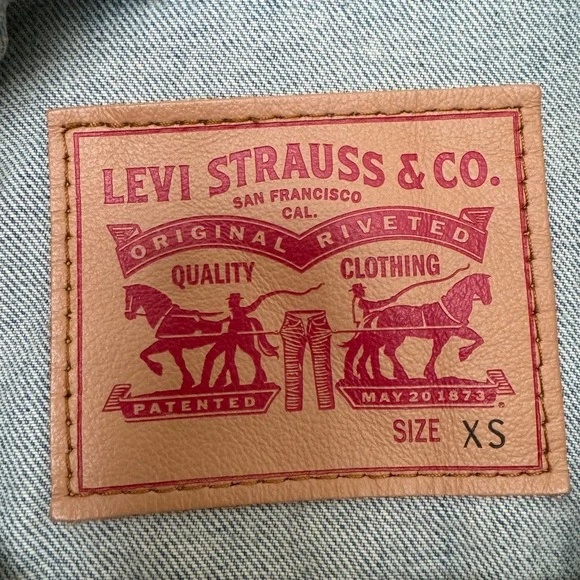 LEVI STRAUSS & CO.
SAN FRANCISCO
CAL.
ORIGINAL RIVETED
QUALITY CLOTHING
PATENTED MAY 20 1873
®
SIZE XS